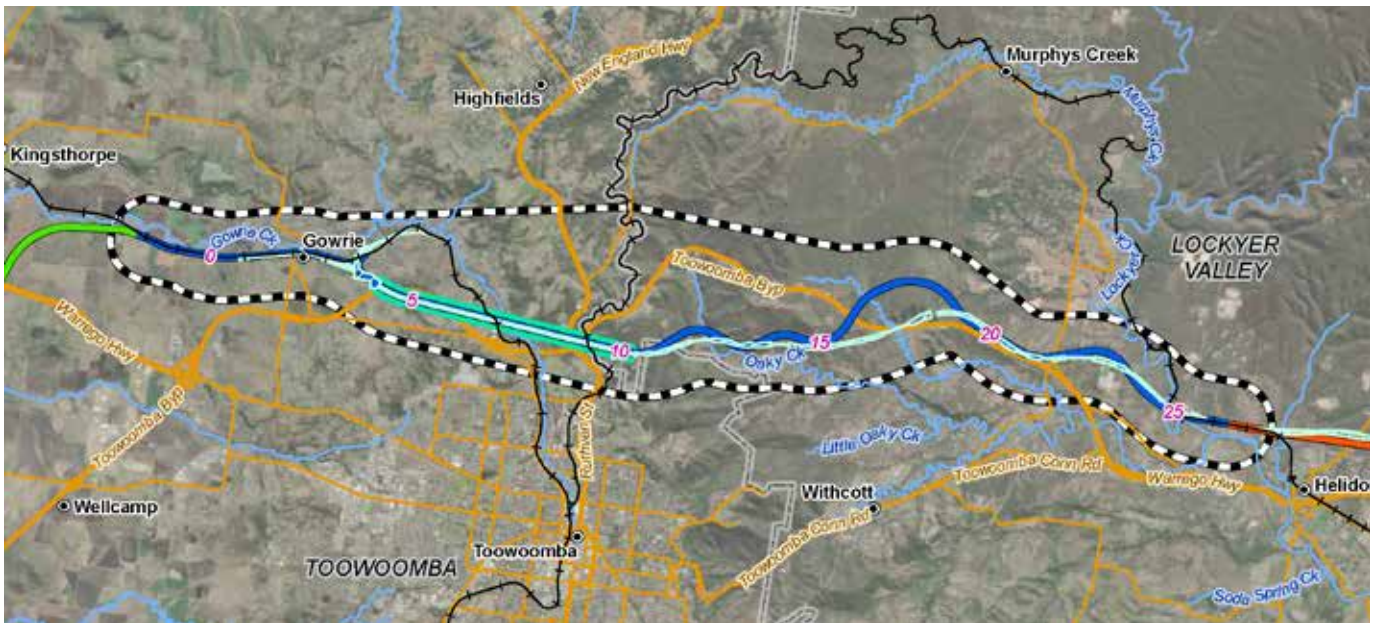 New England Hwy
Murphys Creek
Highfields
Murphys Ck
Kingsthorpe
Gowrie Ck
Gowrie
0
Toowoomba Byp
Lockyer Ck
LOCKYER
VALLEY
5
Warrego Hwy
10
15
20
Oaky Ck
25
Toowoomba Byp
Ruthven St
Little Oaky Ck
Toowoomba Conn Rd
Warrego Hwy
Wellcamp
Withcott
Helido
Toowoomba
Toowoomba Conn Rd
TOOWOOMBA
Soda Spring Ck